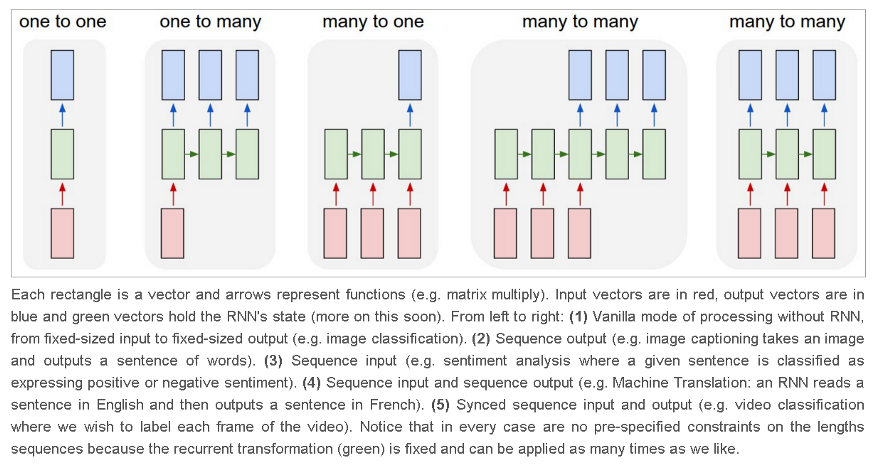 one to one
one to many
many to one
many to many
many to many
Each rectangle is a vector and arrows represent functions (e.g. matrix multiply). Input vectors are in red, output vectors are in
blue and green vectors hold the RNN's state (more on this soon). From left to right: (1) Vanilla mode of processing without RNN,
from fixed-sized input to fixed-sized output (e.g. image classification). (2) Sequence output (e.g. image captioning takes an image
and outputs a sentence of words). (3) Sequence input (e.g. sentiment analysis where a given sentence is classified as
expressing positive or negative sentiment). (4) Sequence input and sequence output (e.g. Machine Translation: an RNN reads a
sentence in English and then outputs a sentence in French). (5) Synced sequence input and output (e.g. video classification
where we wish to label each frame of the video). Notice that in every case are no pre-specified constraints on the lengths
sequences because the recurrent transformation (green) is fixed and can be applied as many times as we like.